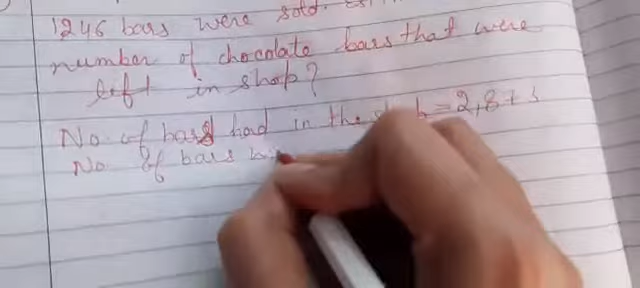 1246 bars were sold.
number of chocolate bars that were
left in shop?
No. of bars had in the = 2,873
No. of bars